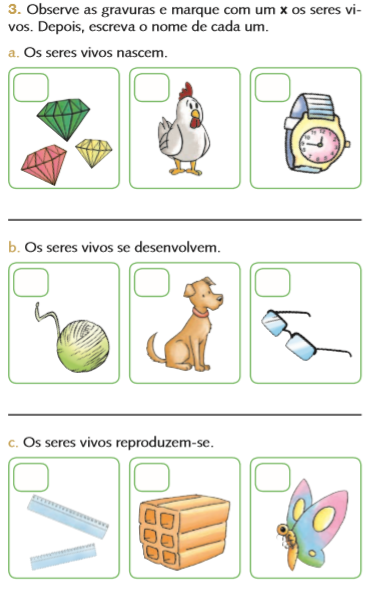 3. Observe as gravuras e marque com um x os seres vi-
vos. Depois, escreva o nome de cada um.
a. Os seres vivos nascem.
b. Os seres vivos se desenvolvem.
c. Os seres vivos reproduzem-se.